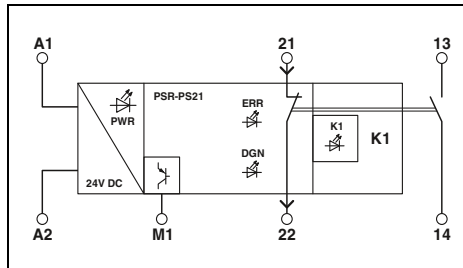 A1 21 13
PSR-PS21
ERR
PWR
K1 K1
DGN
24V DC
A2 M1 22 14